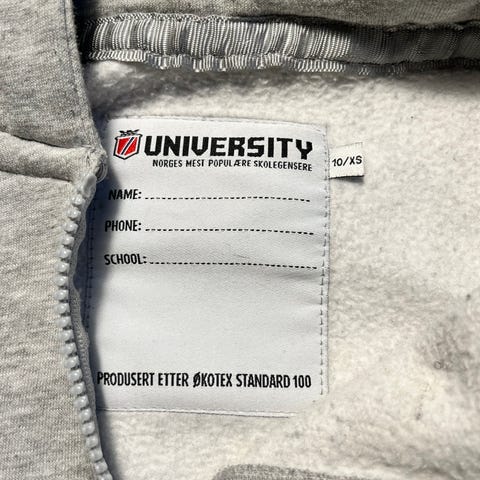 UNIVERSITY
NORGES MEST POPULÆRE SKOLEGENSERE
10/XS
NAME:
PHONE:
SCHOOL:
PRODUSERT ETTER ØKOTEX STANDARD 100